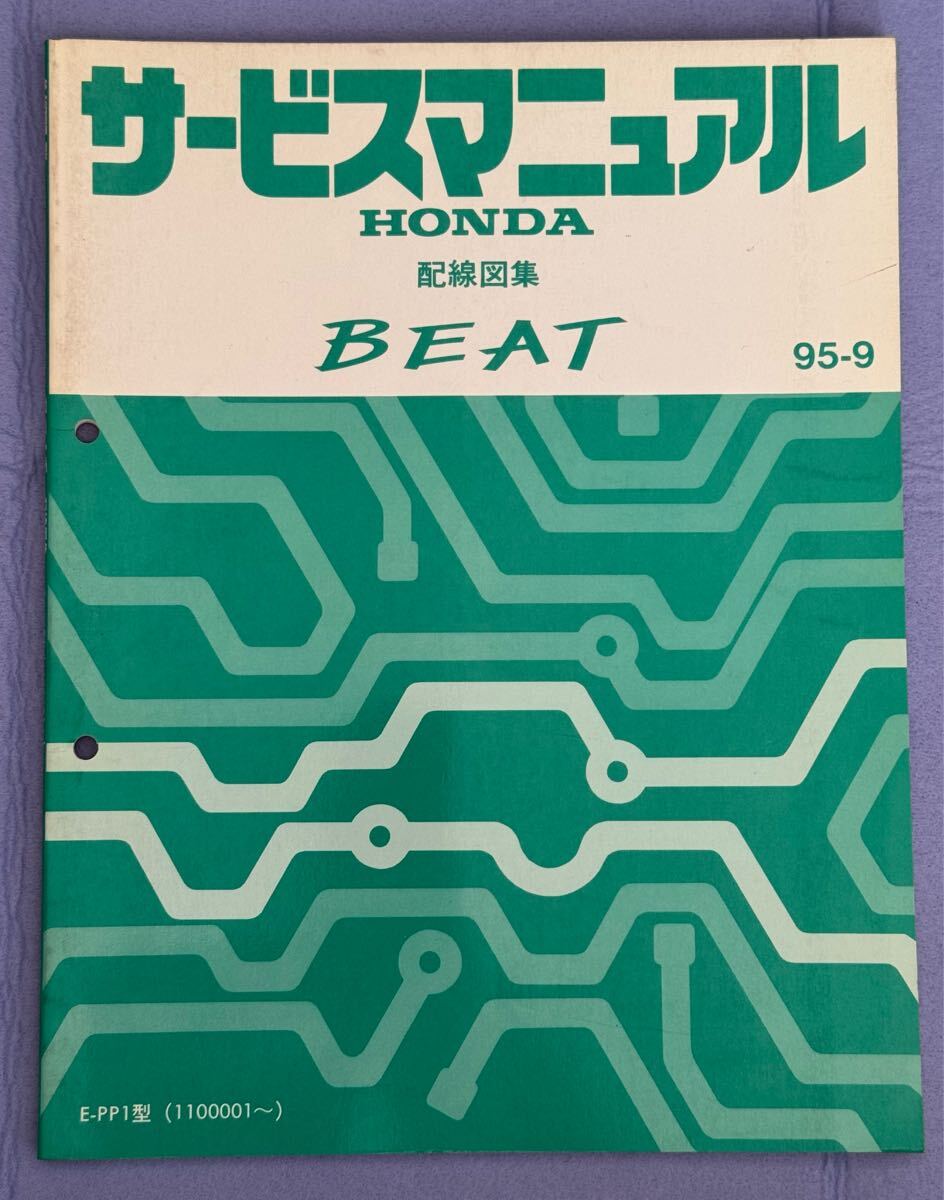 サービスマニュアル
HONDA
配線図集
BEAT
95-9
E-PP1型（1100001～）